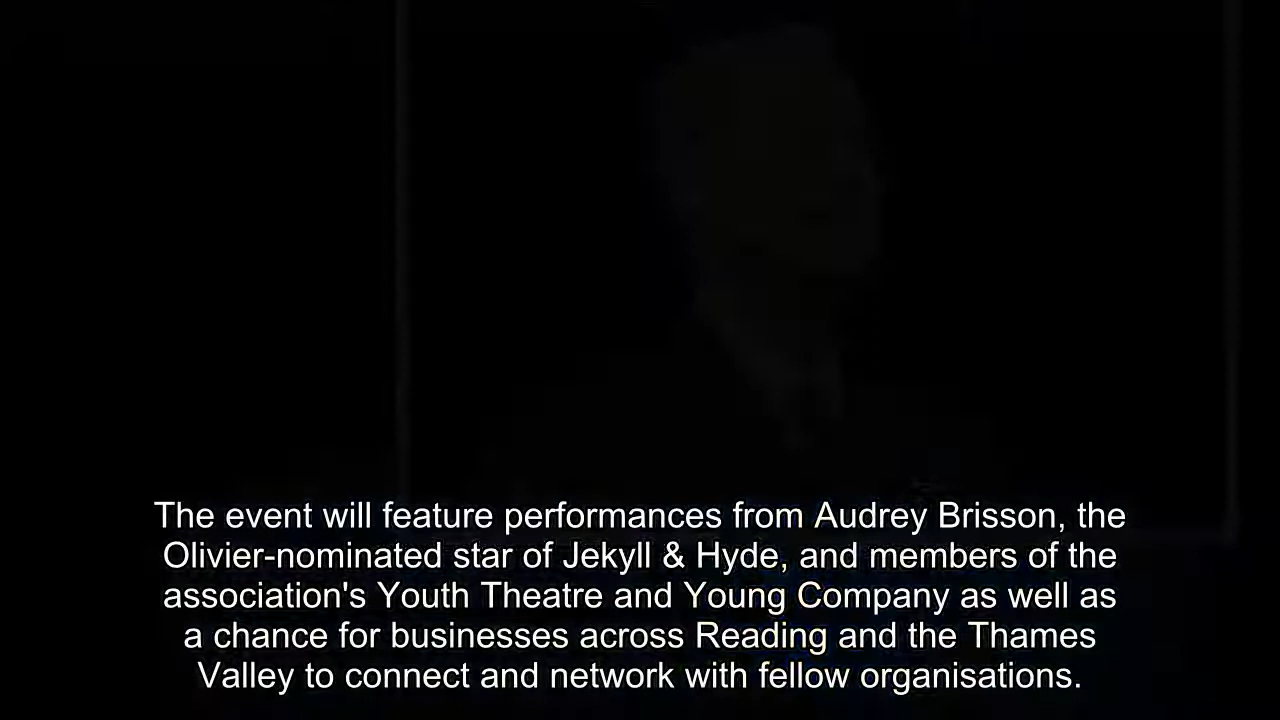 The event will feature performances from Audrey Brisson, the
Olivier-nominated star of Jekyll & Hyde, and members of the
association's Youth Theatre and Young Company as well as
a chance for businesses across Reading and the Thames
Valley to connect and network with fellow organisations.